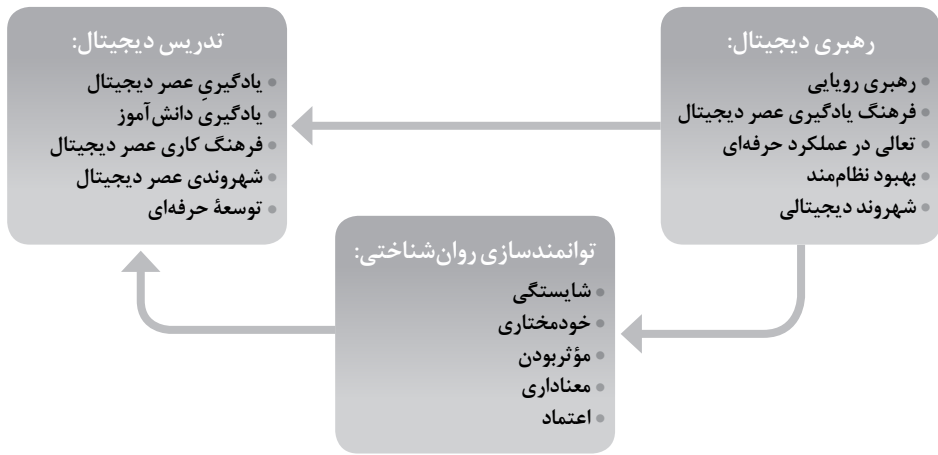 رهبری دیجیتال:
رهبری رویایی
فرهنگ یادگیری عصر دیجیتال
تعالی در عملکرد حرفه‌ای
بهبود نظام‌مند
شهروند دیجیتالی
تدریس دیجیتال:
یادگیریِ عصر دیجیتال
یادگیری دانش‌آموز
فرهنگ کاری عصر دیجیتال
شهروندی عصر دیجیتال
توسعهٔ حرفه‌ای
توانمندسازی روان‌شناختی:
شایستگی
خودمختاری
مؤثربودن
معناداری
اعتماد